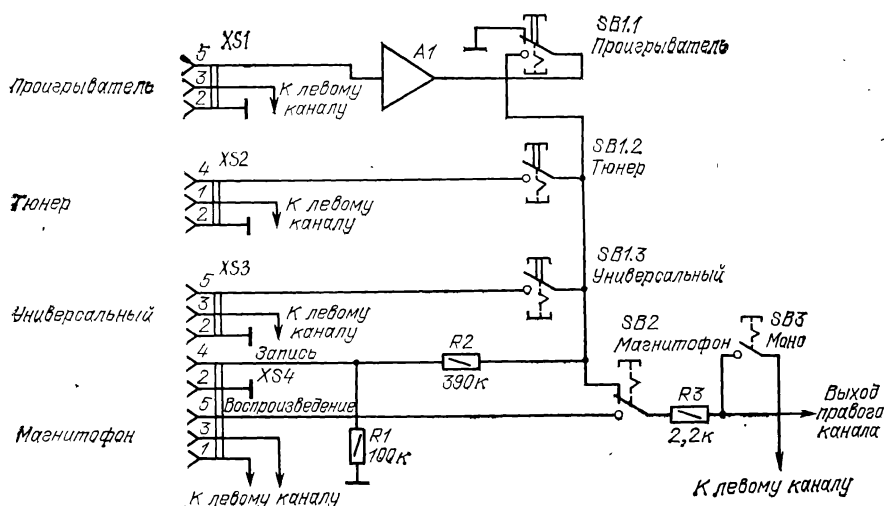 Проигрыватель
5
3
2
XS1
К левому
каналу
A1
SB1.1
Проигрыватель
Тюнер
4
1
2
XS2
К левому
каналу
SB1.2
Тюнер
Универсальный
5
3
2
XS3
К левому
каналу
SB1.3
Универсальный
Магнитофон
4
2
5
3
1
Запись
XS4
Воспроизведение
К левому каналу
R1
100к
R2
390к
SB2
Магнитофон
R3
2,2к
SB3
Моно
Выход
правого
канала
К левому каналу